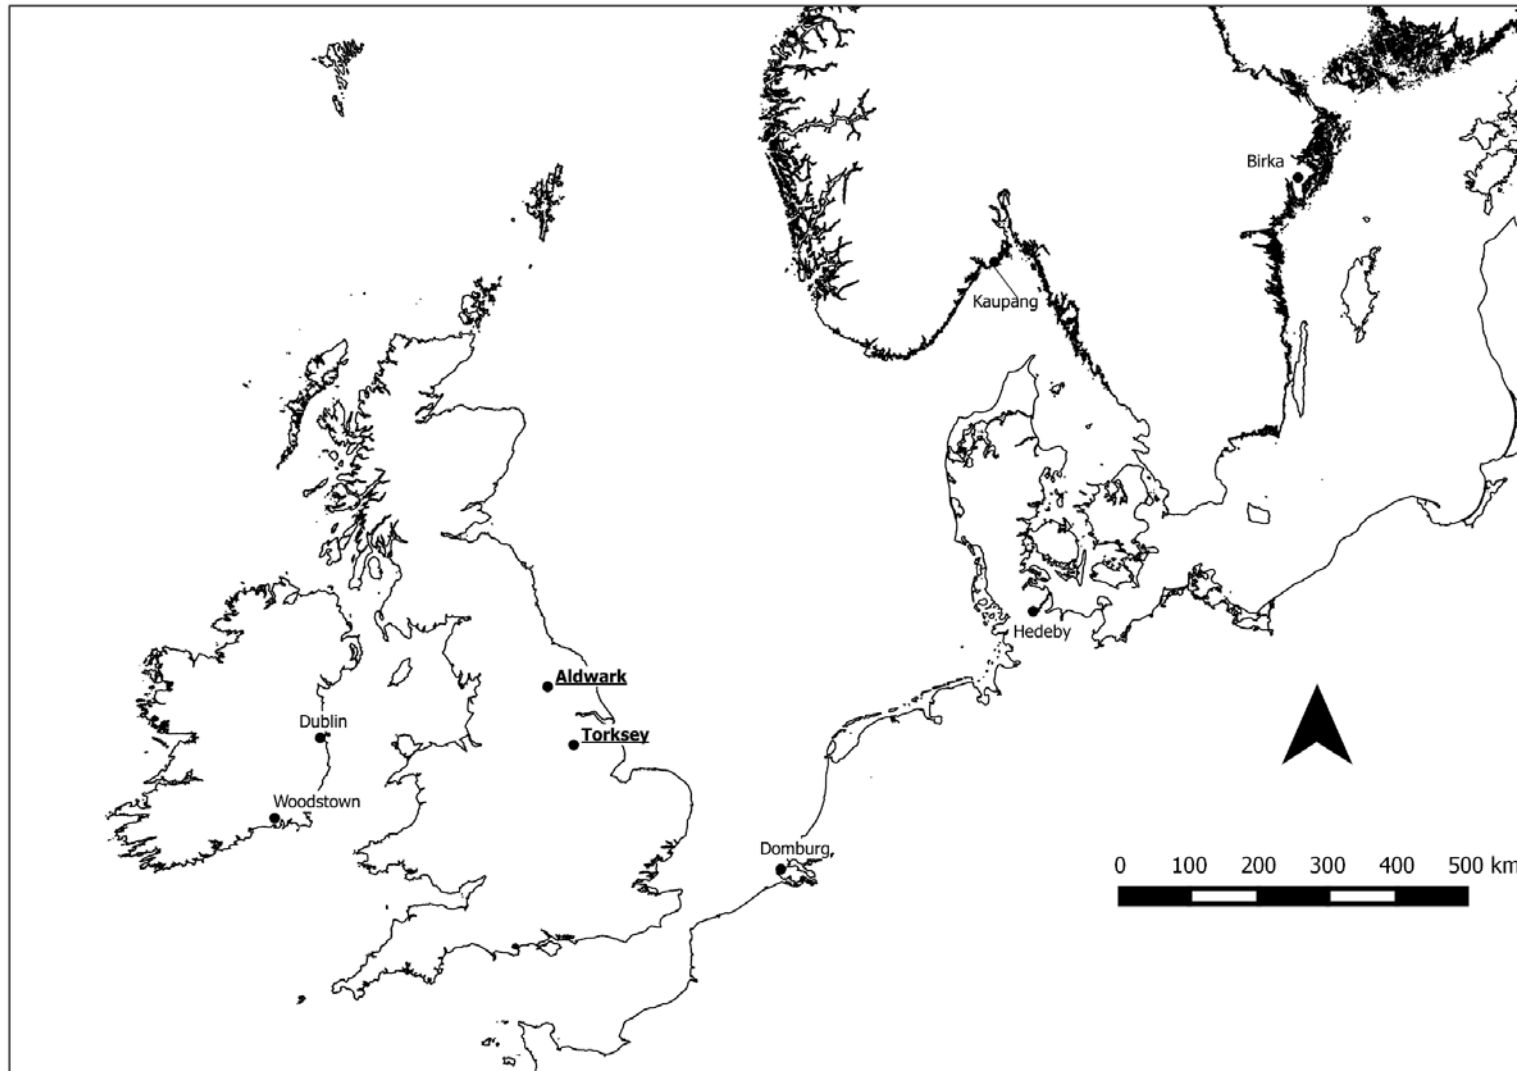 Birka
Kaupang
Hedeby
Aldwark
Dublin
Torksey
Woodstown
Domburg
0 100 200 300 400 500 km